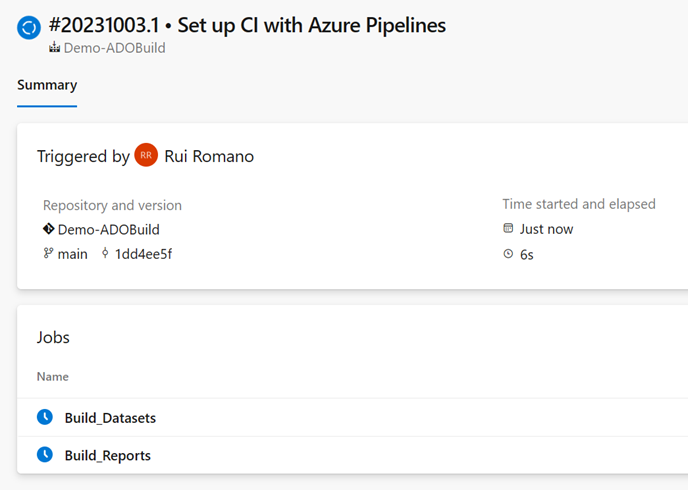 #20231003.1 • Set up CI with Azure Pipelines
Demo-ADOBuild
Summary
Triggered by RR Rui Romano
Repository and version
Demo-ADOBuild
main 1dd4ee5f
Time started and elapsed
Just now
6s
Jobs
Name
Build_Datasets
Build_Reports